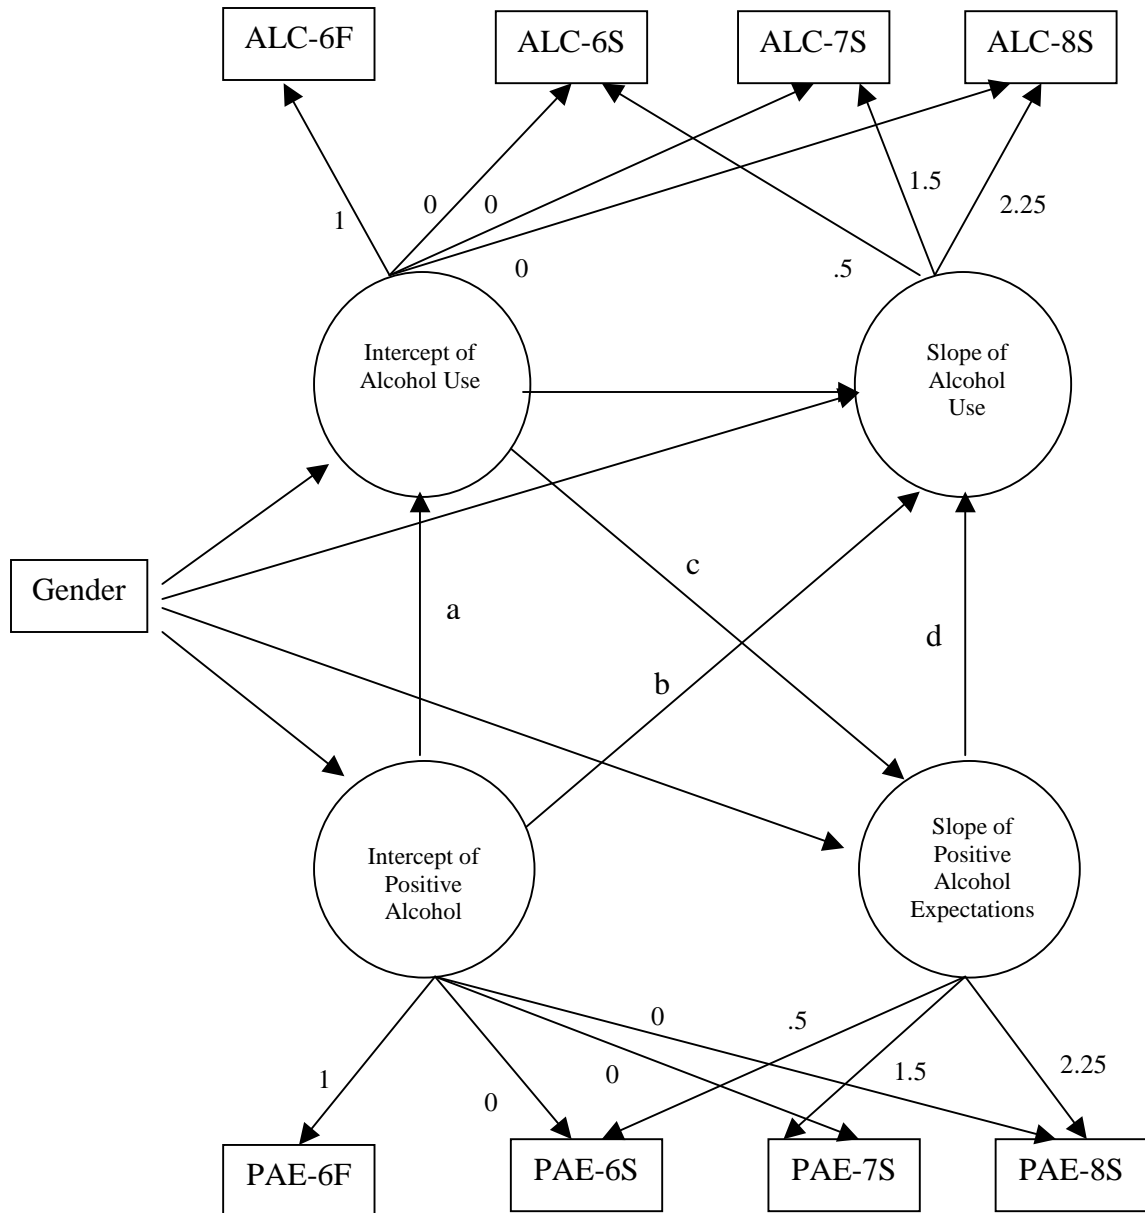 ALC-6F
ALC-6S
ALC-7S
ALC-8S
1
0
0
0
.5
1.5
2.25
Intercept of
Alcohol Use
Slope of
Alcohol
Use
Gender
a
b
c
d
Intercept of
Positive
Alcohol
Slope of
Positive
Alcohol
Expectations
1
0
0
0
.5
1.5
2.25
PAE-6F
PAE-6S
PAE-7S
PAE-8S